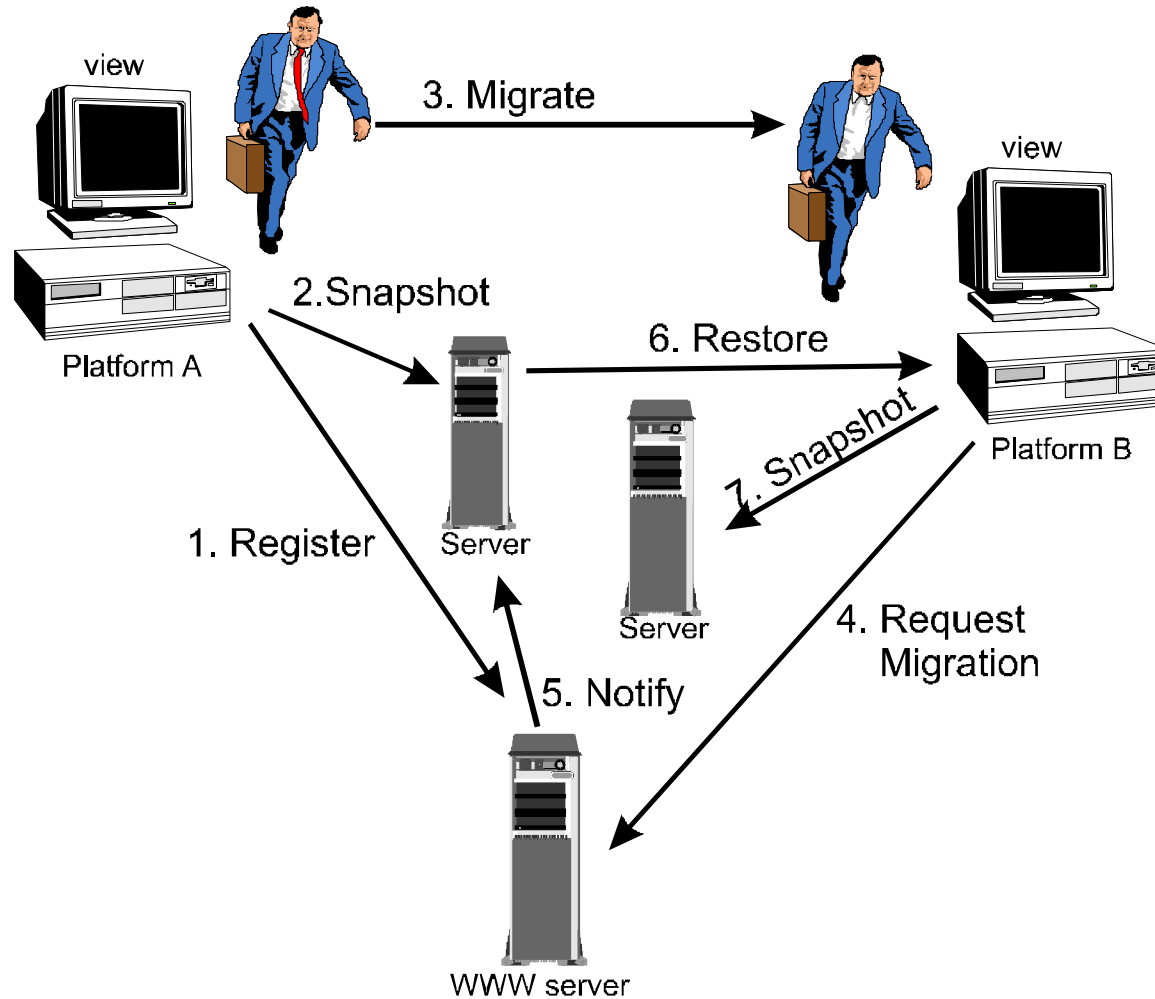 view
3. Migrate
view
2.Snapshot
6. Restore
Platform A
7. Snapshot
Platform B
1. Register
Server
Server
4. Request
Migration
5. Notify
WWW server